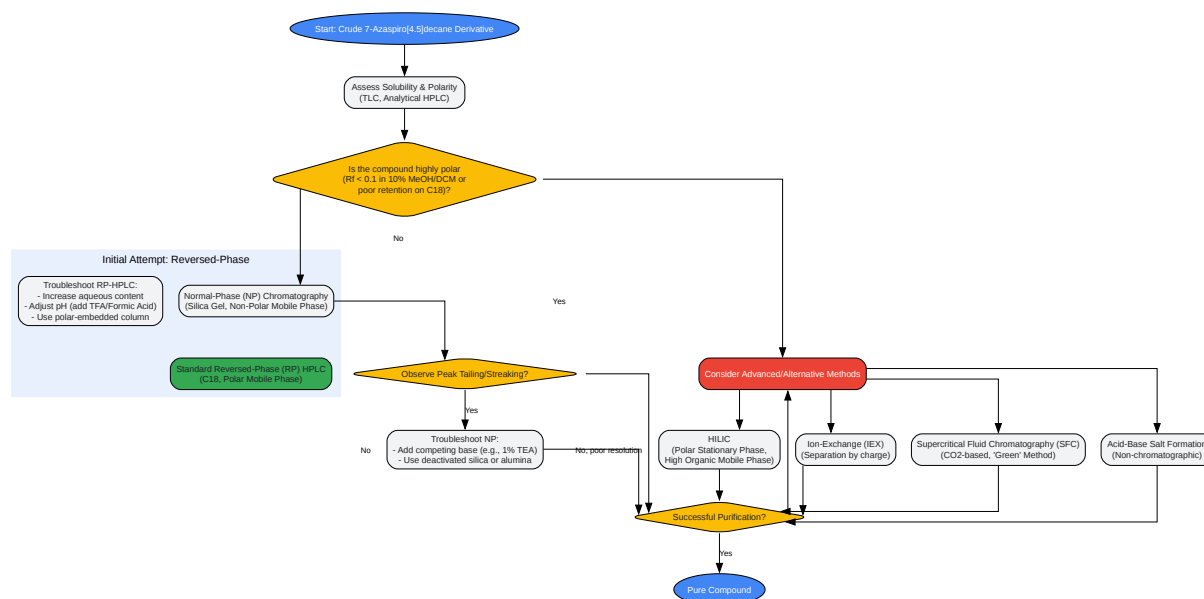 Start: Crude 7-Azaspiro[4.5]decane Derivative
Assess Solubility & Polarity
(TLC, Analytical HPLC)
Is the compound highly polar
(Rf < 0.1 in 10% MeOH/DCM or
poor retention on C18)?
No
Initial Attempt: Reversed-Phase
Troubleshoot RP-HPLC:
- Increase aqueous content
- Adjust pH (add TFA/Formic Acid)
- Use polar-embedded column
Normal-Phase (NP) Chromatography
(Silica Gel, Non-Polar Mobile Phase)
Yes
Standard Reversed-Phase (RP) HPLC
(C18, Polar Mobile Phase)
Observe Peak Tailing/Streaking?
Consider Advanced/Alternative Methods
Yes
No
Troubleshoot NP:
- Add competing base (e.g., 1% TEA)
- Use deactivated silica or alumina
No, poor resolution
HILIC
(Polar Stationary Phase,
High Organic Mobile Phase)
Ion-Exchange (IEX)
(Separation by charge)
Supercritical Fluid Chromatography (SFC)
(CO2-based, 'Green' Method)
Acid-Base Salt Formation
(Non-chromatographic)
Successful Purification?
Yes
Pure Compound